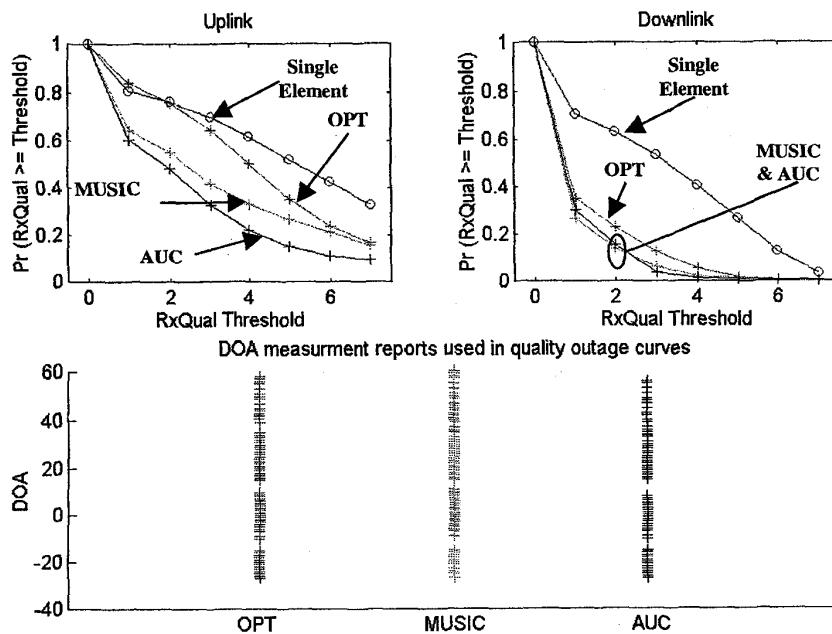 Uplink
Pr (RxQual >= Threshold)
1
0.8
0.6
0.4
0.2
0
Single
Element
OPT
MUSIC
AUC
0 2 4 6
RxQual Threshold
Downlink
Pr (RxQual >= Threshold)
1
0.8
0.6
0.4
0.2
0
Single
Element
MUSIC
& AUC
OPT
0 2 4 6
RxQual Threshold
DOA measurment reports used in quality outage curves
DOA
60
40
20
0
-20
-40
OPT MUSIC AUC